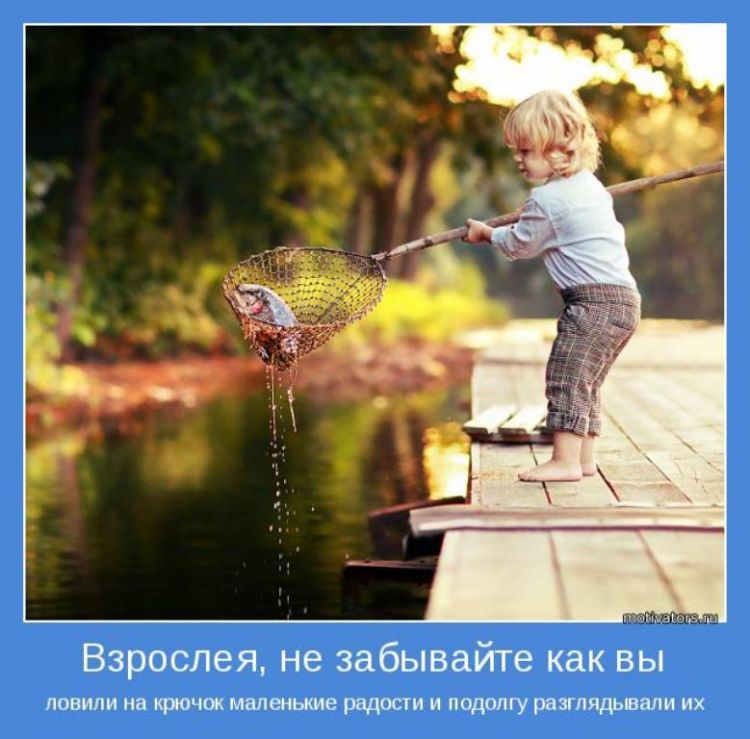 motivators.ru
Взрослея, не забывайте как вы
ловили на крючок маленькие радости и подолгу разглядывали их